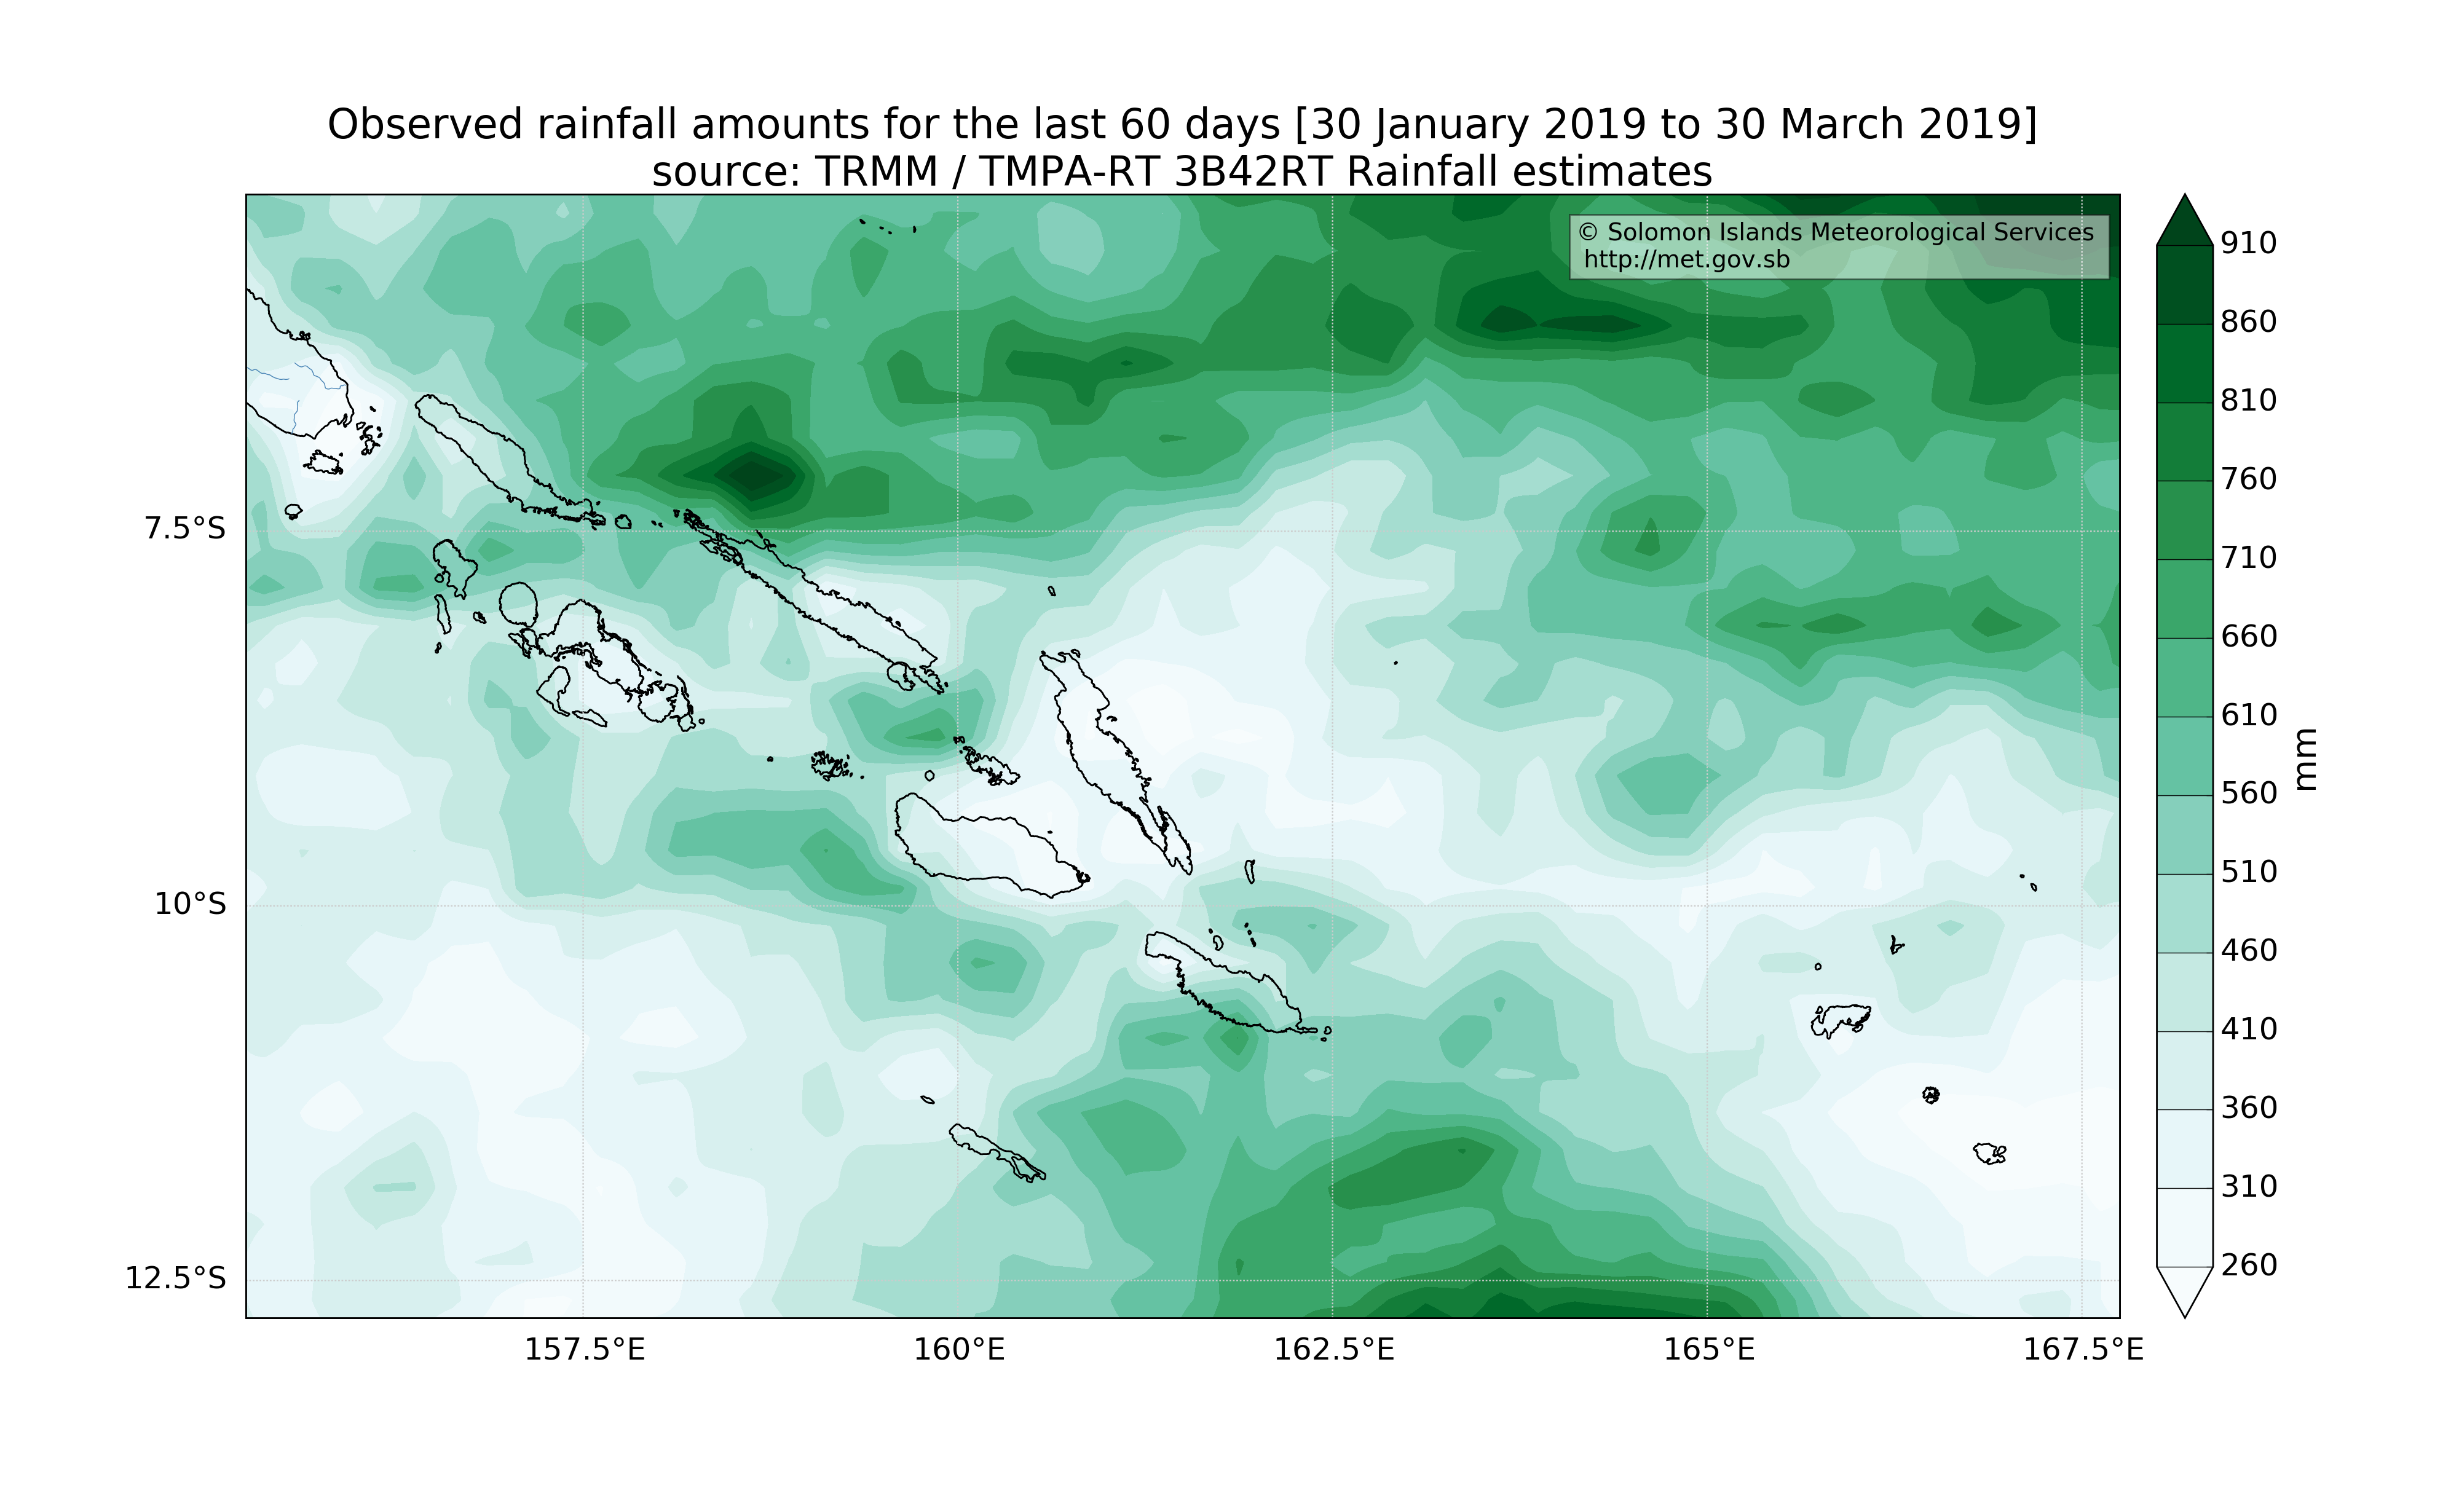 Observed rainfall amounts for the last 60 days [30 January 2019 to 30 March 2019]
source: TRMM / TMPA-RT 3B42RT Rainfall estimates
© Solomon Islands Meteorological Services
http://met.gov.sb
7.5°S
10°S
12.5°S
157.5°E
160°E
162.5°E
165°E
167.5°E
910
860
810
760
710
660
610
560
510
460
410
360
310
260
mm